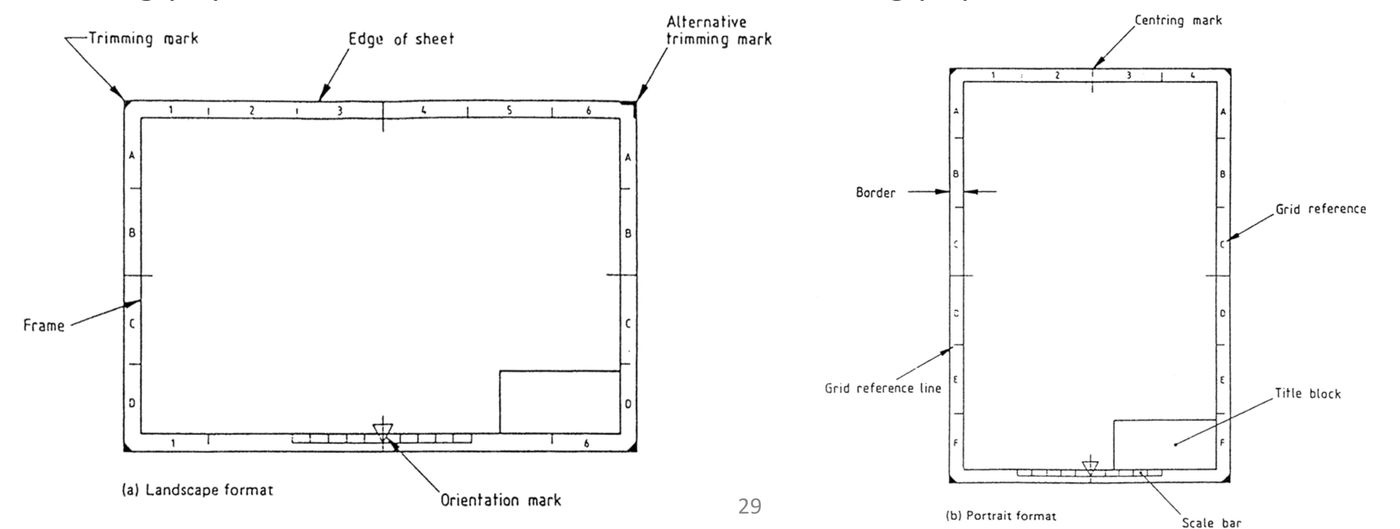 Trimming mark
Edge of sheet
Alternative
trimming mark
1 2 3 4 5 6
A A
B B
Frame
C C
D D
1 6
(a) Landscape format
Orientation mark
29
Centring mark
1 2 3 4
A A
B B
Border
Grid reference
C C
D D
Grid reference line
E E
Title block
F F
(b) Portrait format
Scale bar